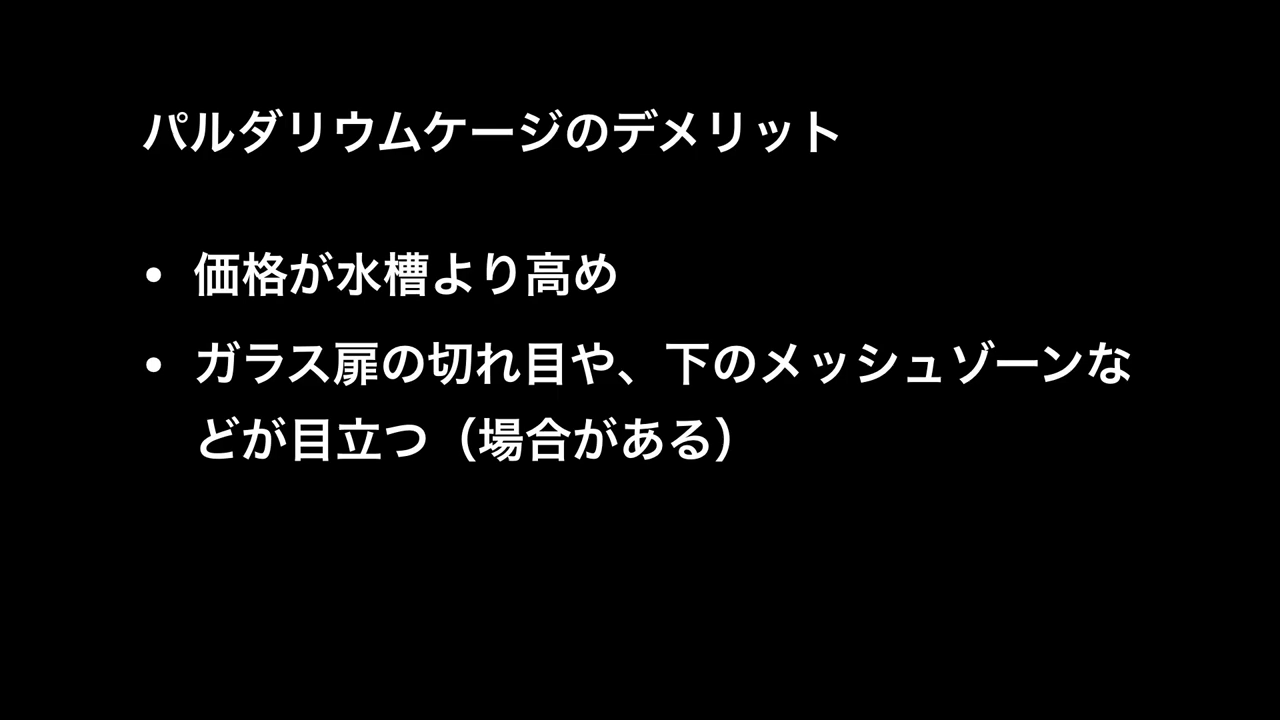 パルダリウムケージのデメリット
• 価格が水槽より高め
• ガラス扉の切れ目や、下のメッシュゾーンな
どが目立つ（場合がある）